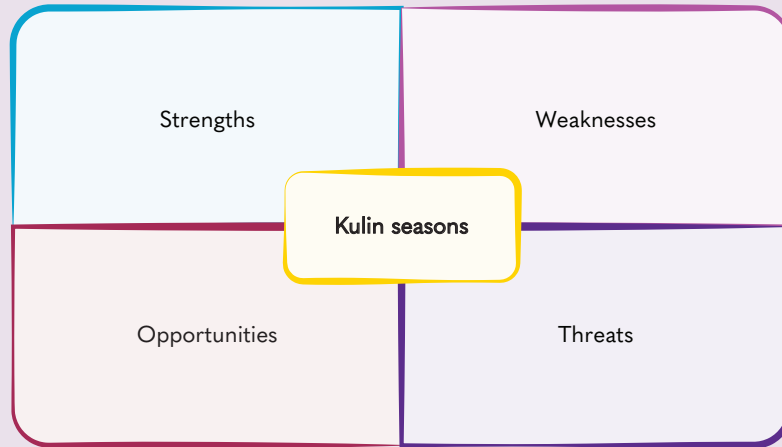 Strengths
Weaknesses
Kulin seasons
Opportunities
Threats